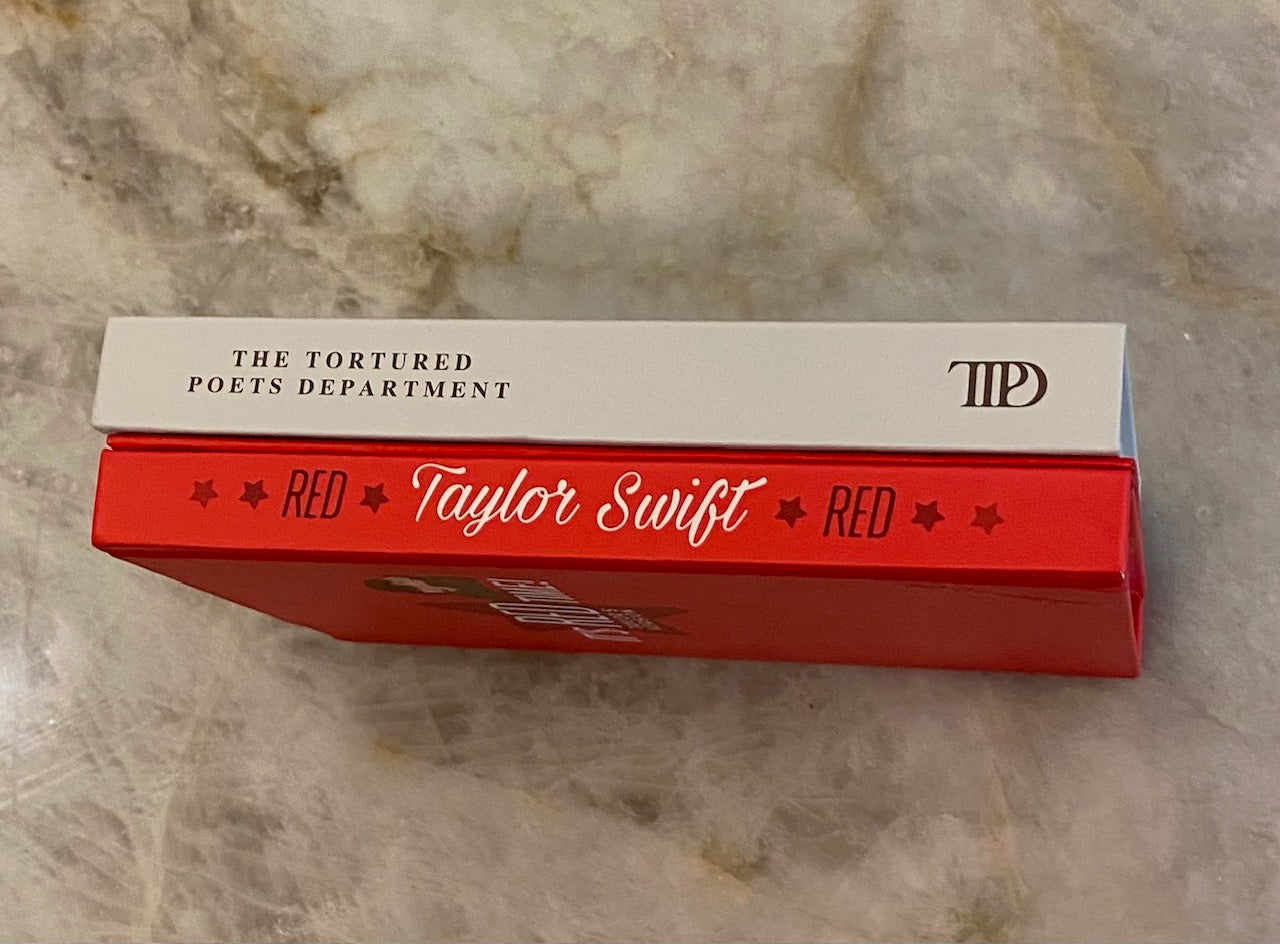 THE TORTURED
POETS DEPARTMENT
TTPD
RED Taylor Swift RED